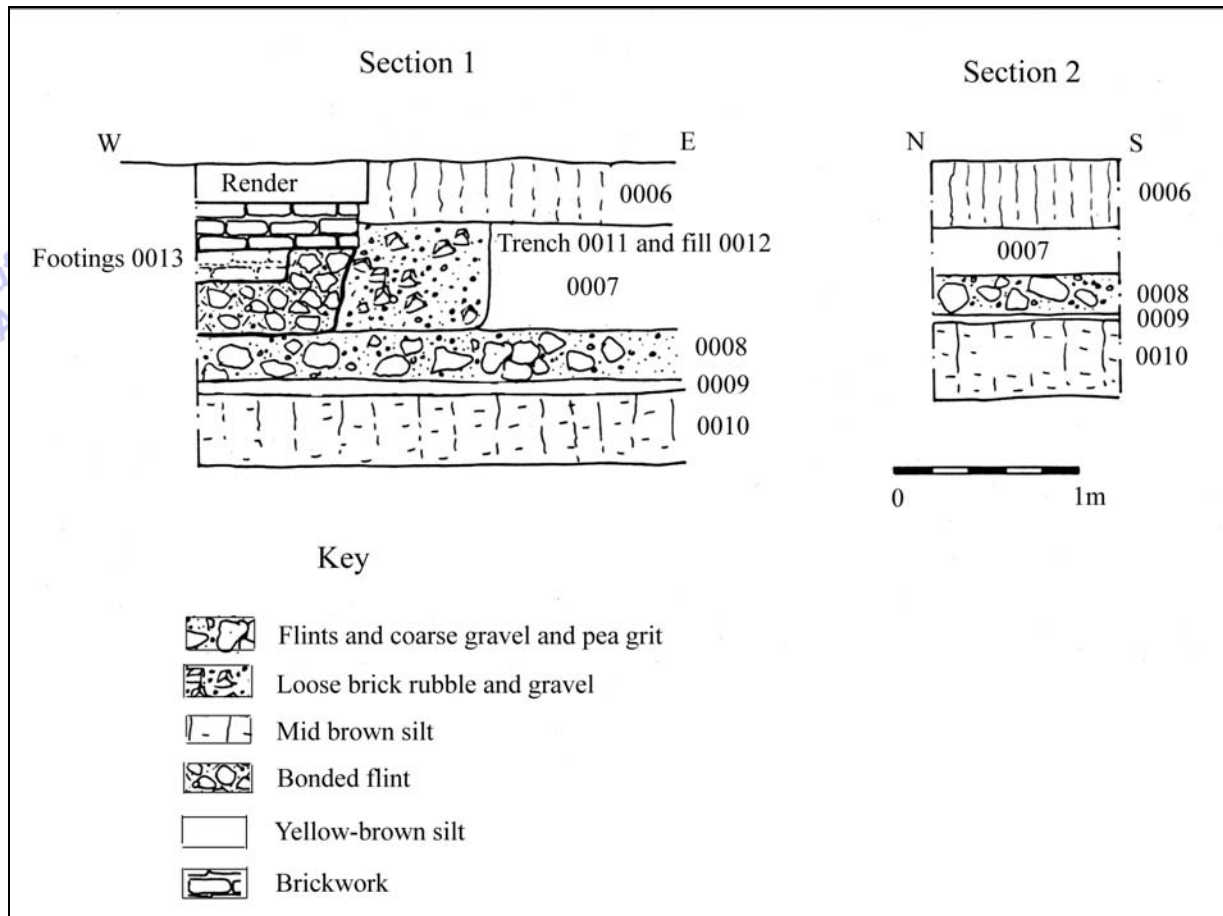 Section 1
Section 2
W
E
N
S
Render
0006
0006
Footings 0013
Trench 0011 and fill 0012
0007
0007
0008
0008
0009
0009
0010
0010
0
1m
Key
Flints and coarse gravel and pea grit
Loose brick rubble and gravel
Mid brown silt
Bonded flint
Yellow-brown silt
Brickwork